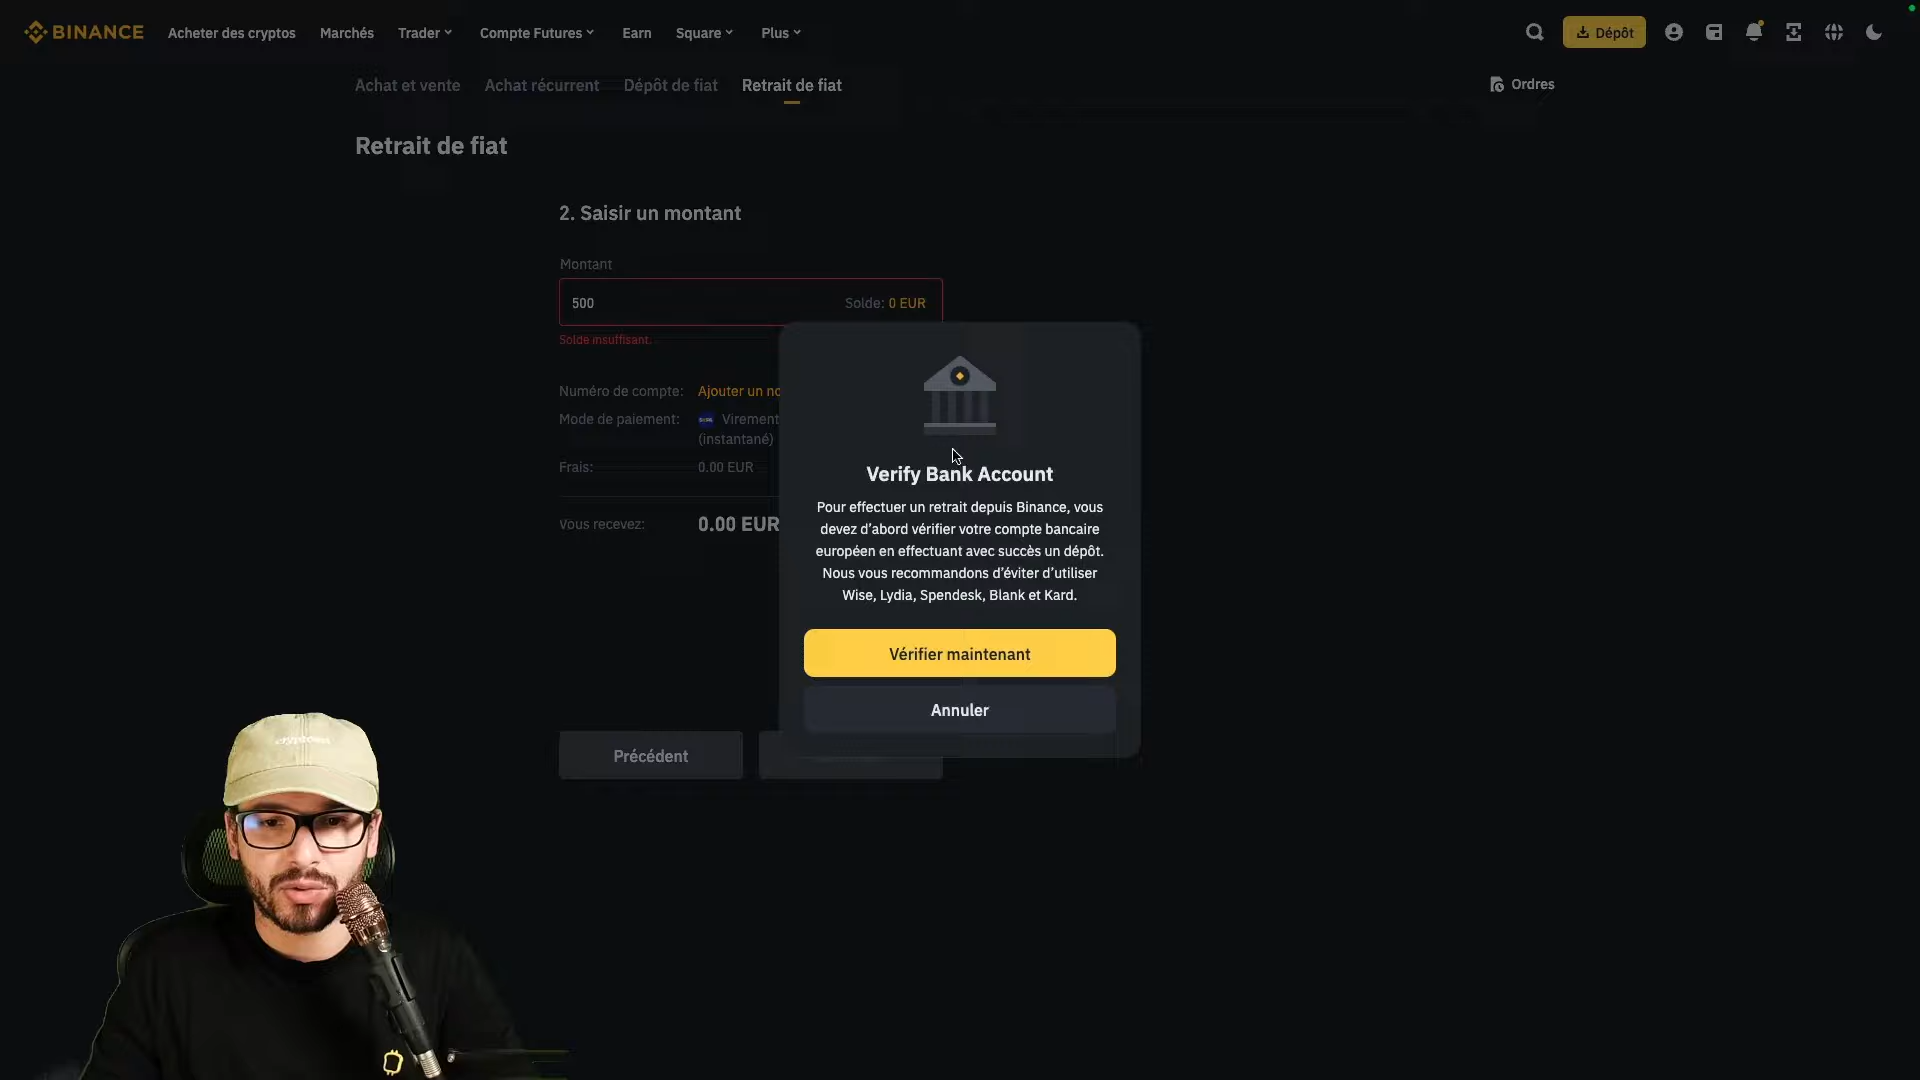 BINANCE
Acheter des cryptos
Marchés
Trader
Compte Futures
Earn
Square
Plus
Dépôt
Achat et vente
Achat récurrent
Dépôt de fiat
Retrait de fiat
Ordres
Retrait de fiat
2. Saisir un montant
Montant
500
Solde: 0 EUR
Solde insuffisant.
Numéro de compte:
Ajouter un no
Mode de paiement:
Virement
(instantané)
Frais:
0.00 EUR
Vous recevez:
0.00 EUR
Verify Bank Account
Pour effectuer un retrait depuis Binance, vous
devez d’abord vérifier votre compte bancaire
européen en effectuant avec succès un dépôt.
Nous vous recommandons d’éviter d’utiliser
Wise, Lydia, Spendesk, Blank et Kard.
Vérifier maintenant
Annuler
Précédent